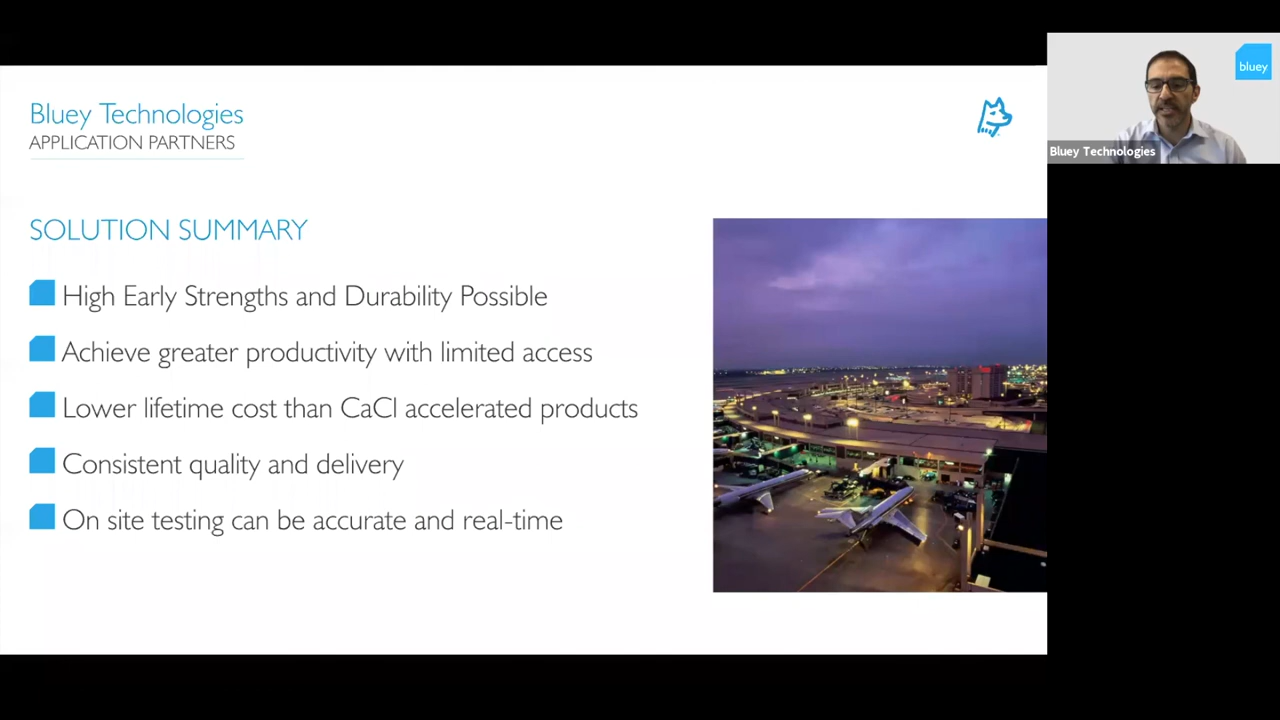 Bluey Technologies
APPLICATION PARTNERS
SOLUTION SUMMARY
High Early Strengths and Durability Possible
Achieve greater productivity with limited access
Lower lifetime cost than CaCl accelerated products
Consistent quality and delivery
On site testing can be accurate and real-time
bluey
Bluey Technologies